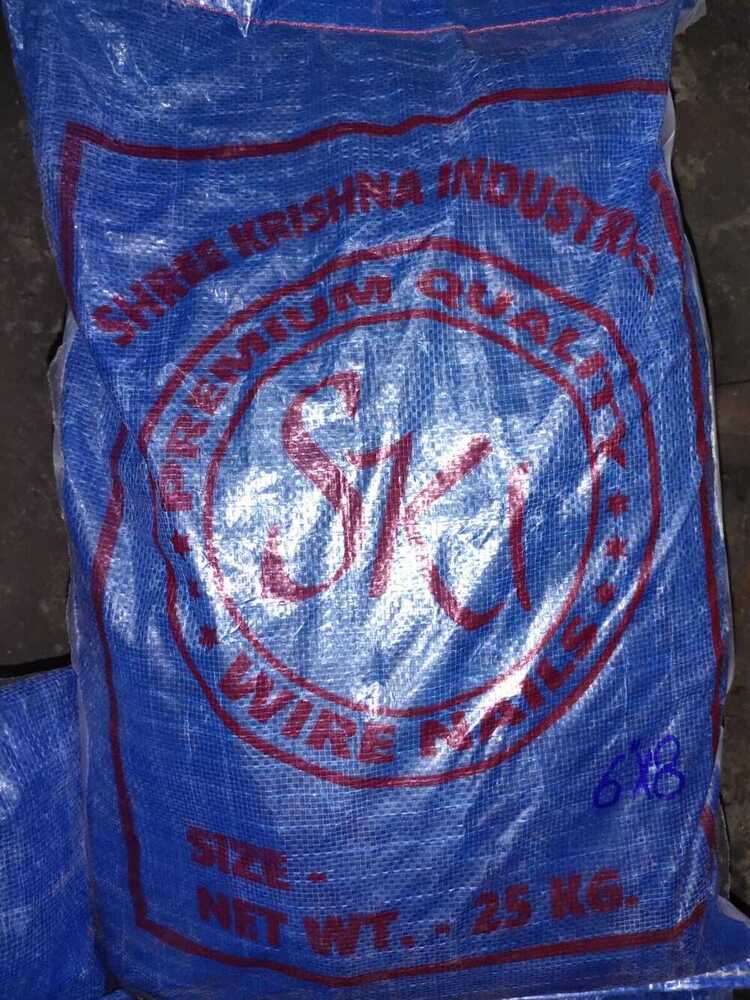 SHREE KRISHNA INDUSTRIES
PREMIUM QUALITY
SKI
WIRE NAILS
6X8
SIZE -
NET WT. - 25 KG.